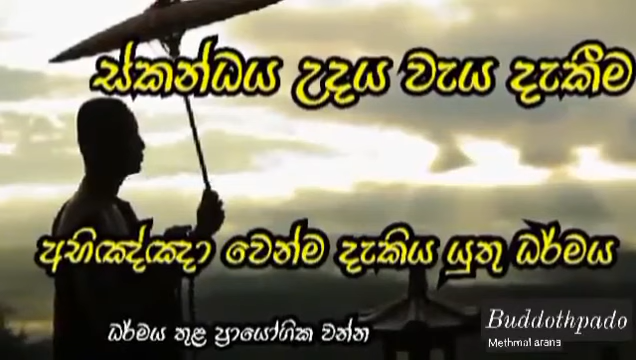 ස්කන්ධය උදය වැය දැකීම
අභිඤ්ඤා වෙන්ම දැකිය යුතු ධර්මය
ධර්මය තුළ ප්‍රායෝගික වන්න
Buddothpado
Methmal arana